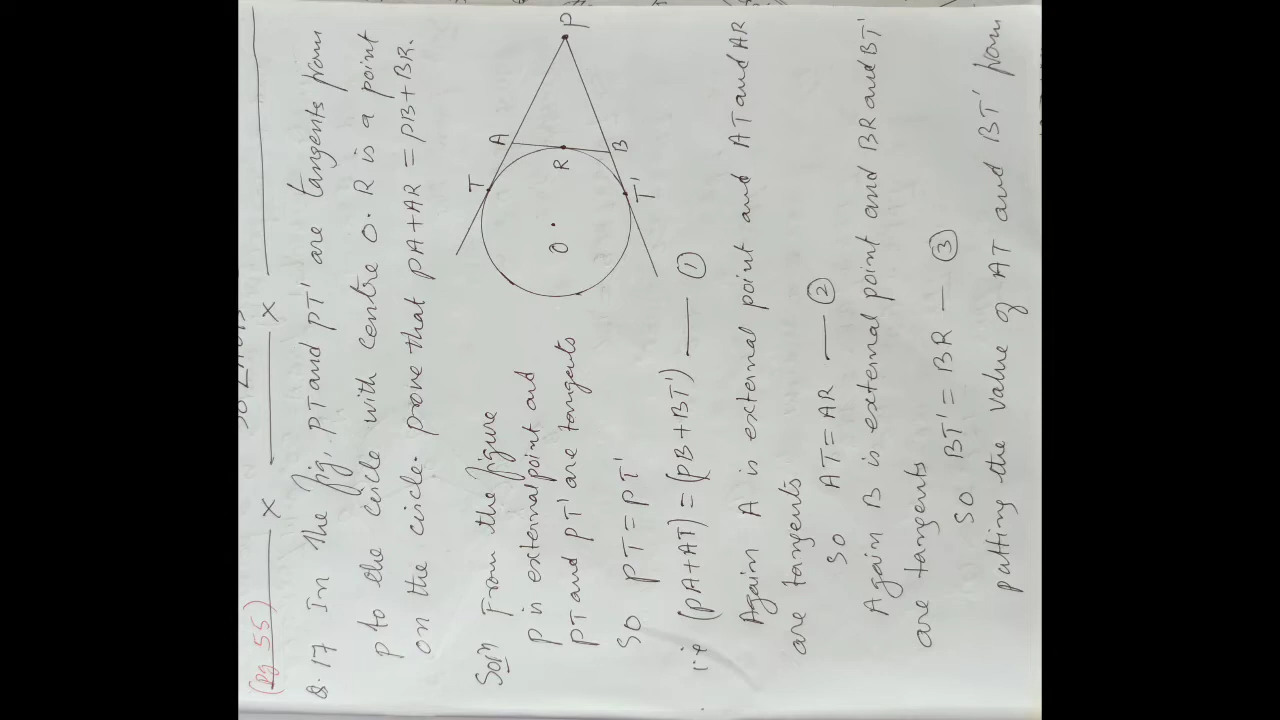 (Pg 55)
X X
Q. 17 In the fig, PT and PT' are tangents from
P to the circle with centre O. R is a point
on the circle. prove that PA+AR = PB+BR.
T A P
O R
T' B
Soln From the figure
P is external point and
PT and PT' are tangents
SO PT = PT'
i.e (PA+AT) = (PB+BT') — ①
Again A is external point and AT and AR
are tangents
SO AT = AR — ②
Again B is external point and BR and BT'
are tangents
SO BT' = BR — ③
putting the value of AT and BT' from